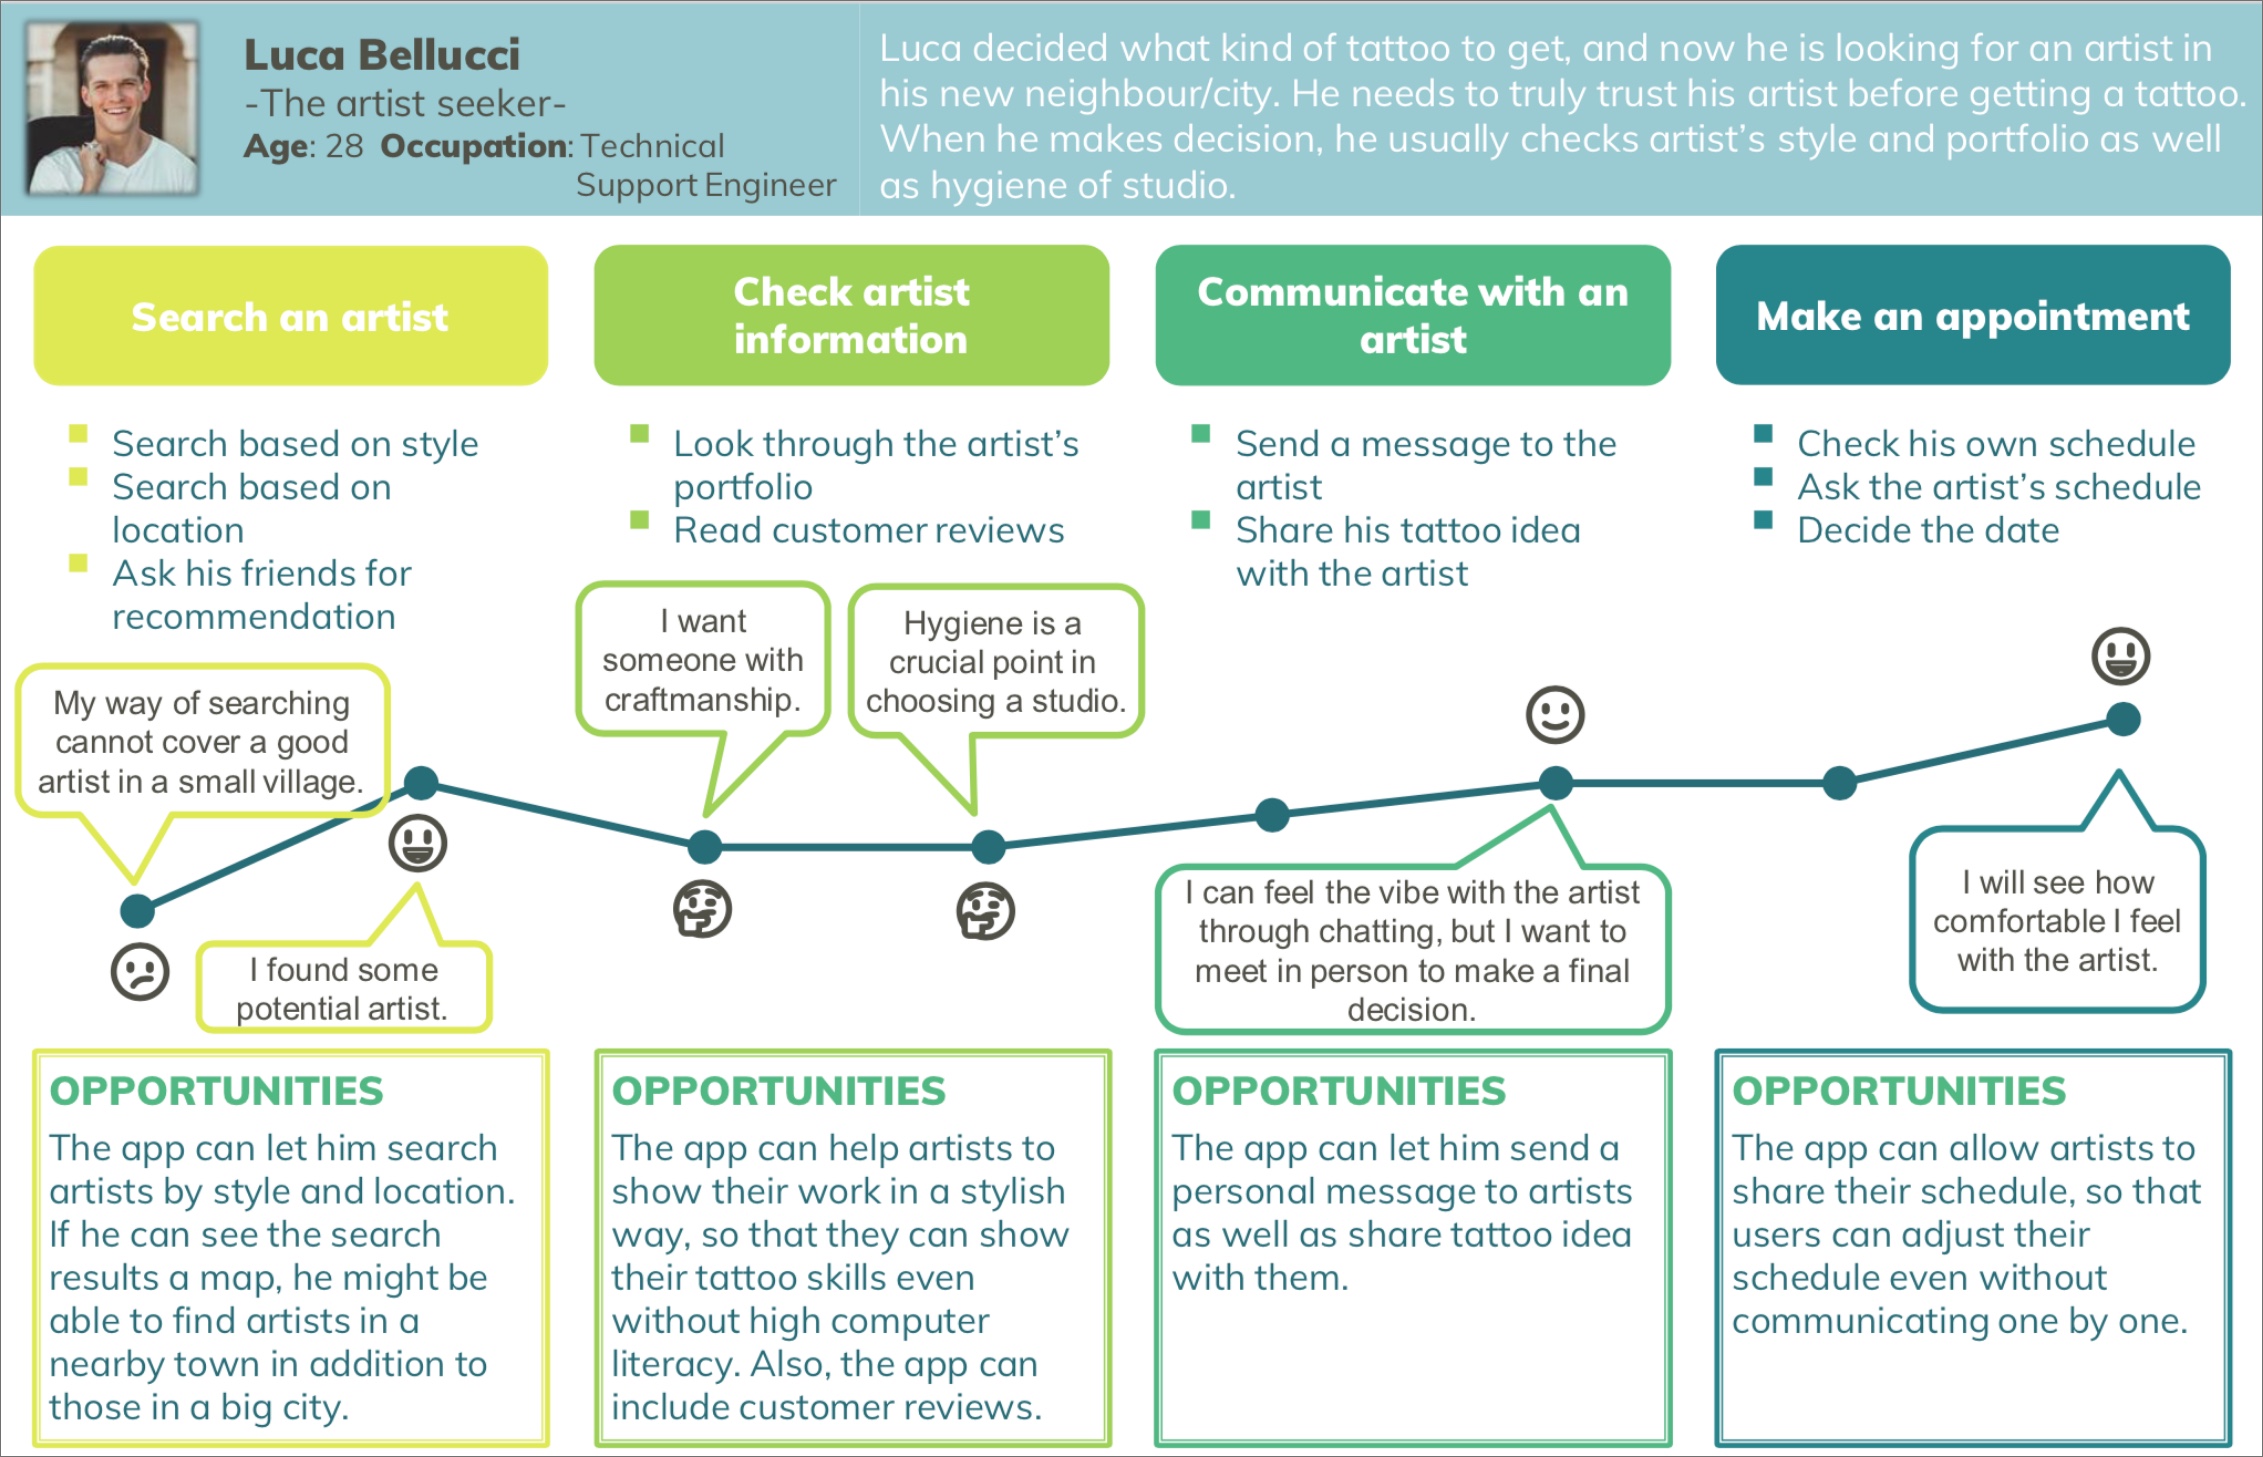 Luca Bellucci
-The artist seeker-
Age: 28 Occupation: Technical
Support Engineer
Luca decided what kind of tattoo to get, and now he is looking for an artist in
his new neighbour/city. He needs to truly trust his artist before getting a tattoo.
When he makes decision, he usually checks artist's style and portfolio as well
as hygiene of studio.
Search an artist
Check artist
information
Communicate with an
artist
Make an appointment
Search based on style
Search based on
location
Ask his friends for
recommendation
Look through the artist's
portfolio
Read customer reviews
Send a message to the
artist
Share his tattoo idea
with the artist
Check his own schedule
Ask the artist's schedule
Decide the date
My way of searching
cannot cover a good
artist in a small village.
I found some
potential artist.
I want
someone with
craftmanship.
Hygiene is a
crucial point in
choosing a studio.
I can feel the vibe with the artist
through chatting, but I want to
meet in person to make a final
decision.
I will see how
comfortable I feel
with the artist.
OPPORTUNITIES
The app can let him search
artists by style and location.
If he can see the search
results a map, he might be
able to find artists in a
nearby town in addition to
those in a big city.
OPPORTUNITIES
The app can help artists to
show their work in a stylish
way, so that they can show
their tattoo skills even
without high computer
literacy. Also, the app can
include customer reviews.
OPPORTUNITIES
The app can let him send a
personal message to artists
as well as share tattoo idea
with them.
OPPORTUNITIES
The app can allow artists to
share their schedule, so that
users can adjust their
schedule even without
communicating one by one.